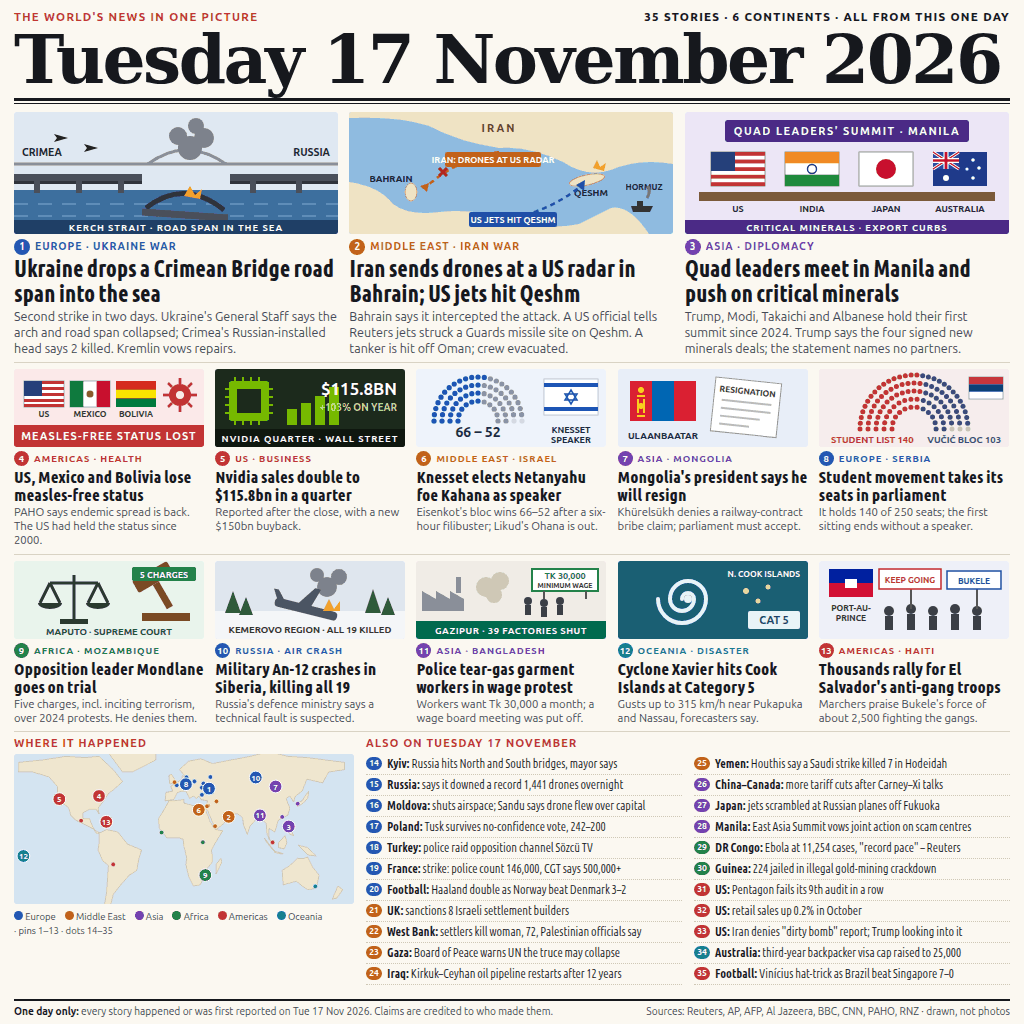 THE WORLD'S NEWS IN ONE PICTURE
35 STORIES · 6 CONTINENTS · ALL FROM THIS ONE DAY
Tuesday 17 November 2026
CRIMEA
RUSSIA
KERCH STRAIT · ROAD SPAN IN THE SEA
1 EUROPE · UKRAINE WAR
Ukraine drops a Crimean Bridge road
span into the sea
Second strike in two days. Ukraine's General Staff says the
arch and road span collapsed; Crimea's Russian-installed
head says 2 killed. Kremlin vows repairs.
IRAN
IRAN: DRONES AT US RADAR
BAHRAIN
QESHM
HORMUZ
US JETS HIT QESHM
2 MIDDLE EAST · IRAN WAR
Iran sends drones at a US radar in
Bahrain; US jets hit Qeshm
Bahrain says it intercepted the attack. A US official tells
Reuters jets struck a Guards missile site on Qeshm. A
tanker is hit off Oman; crew evacuated.
QUAD LEADERS' SUMMIT · MANILA
US
INDIA
JAPAN
AUSTRALIA
CRITICAL MINERALS · EXPORT CURBS
3 ASIA · DIPLOMACY
Quad leaders meet in Manila and
push on critical minerals
Trump, Modi, Takaichi and Albanese hold their first
summit since 2024. Trump says the four signed new
minerals deals; the statement names no partners.
US
MEXICO
BOLIVIA
MEASLES-FREE STATUS LOST
4 AMERICAS · HEALTH
US, Mexico and Bolivia lose
measles-free status
PAHO says endemic spread is back.
The US had held the status since
2000.
$115.8BN
+103% ON YEAR
NVIDIA QUARTER · WALL STREET
5 US · BUSINESS
Nvidia sales double to
$115.8bn in a quarter
Reported after the close, with a new
$150bn buyback.
66 – 52
KNESSET
SPEAKER
6 MIDDLE EAST · ISRAEL
Knesset elects Netanyahu
foe Kahana as speaker
Eisenkot's bloc wins 66–52 after a six-
hour filibuster; Likud's Ohana is out.
RESIGNATION
ULAANBAATAR
7 ASIA · MONGOLIA
Mongolia's president says he
will resign
Khürelsükh denies a railway-contract
bribe claim; parliament must accept.
STUDENT LIST 140
VUČIĆ BLOC 103
8 EUROPE · SERBIA
Student movement takes its
seats in parliament
It holds 140 of 250 seats; the first
sitting ends without a speaker.
5 CHARGES
MAPUTO · SUPREME COURT
9 AFRICA · MOZAMBIQUE
Opposition leader Mondlane
goes on trial
Five charges, incl. inciting terrorism,
over 2024 protests. He denies them.
KEMEROVO REGION · ALL 19 KILLED
10 RUSSIA · AIR CRASH
Military An-12 crashes in
Siberia, killing all 19
Russia's defence ministry says a
technical fault is suspected.
TK 30,000
MINIMUM WAGE
GAZIPUR · 39 FACTORIES SHUT
11 ASIA · BANGLADESH
Police tear-gas garment
workers in wage protest
Workers want Tk 30,000 a month; a
wage board meeting was put off.
N. COOK ISLANDS
CAT 5
12 OCEANIA · DISASTER
Cyclone Xavier hits Cook
Islands at Category 5
Gusts up to 315 km/h near Pukapuka
and Nassau, forecasters say.
KEEP GOING
BUKELE
PORT-AU-
PRINCE
13 AMERICAS · HAITI
Thousands rally for El
Salvador's anti-gang troops
Marchers praise Bukele's force of
about 2,500 fighting the gangs.
WHERE IT HAPPENED
5
4
13
12
8
1
10
7
6
2
11
3
9
Europe
Middle East
Asia
Africa
Americas
Oceania
· pins 1–13 · dots 14–35
ALSO ON TUESDAY 17 NOVEMBER
14 Kyiv: Russia hits North and South bridges, mayor says
15 Russia: says it downed a record 1,441 drones overnight
16 Moldova: shuts airspace; Sandu says drone flew over capital
17 Poland: Tusk survives no-confidence vote, 242–200
18 Turkey: police raid opposition channel Sözcü TV
19 France: strike: police count 146,000, CGT says 500,000+
20 Football: Haaland double as Norway beat Denmark 3–2
21 UK: sanctions 8 Israeli settlement builders
22 West Bank: settlers kill woman, 72, Palestinian officials say
23 Gaza: Board of Peace warns UN the truce may collapse
24 Iraq: Kirkuk–Ceyhan oil pipeline restarts after 12 years
25 Yemen: Houthis say a Saudi strike killed 7 in Hodeidah
26 China–Canada: more tariff cuts after Carney–Xi talks
27 Japan: jets scrambled at Russian planes off Fukuoka
28 Manila: East Asia Summit vows joint action on scam centres
29 DR Congo: Ebola at 11,254 cases, "record pace" – Reuters
30 Guinea: 224 jailed in illegal gold-mining crackdown
31 US: Pentagon fails its 9th audit in a row
32 US: retail sales up 0.2% in October
33 US: Iran denies "dirty bomb" report; Trump looking into it
34 Australia: third-year backpacker visa cap raised to 25,000
35 Football: Vinícius hat-trick as Brazil beat Singapore 7–0
One day only: every story happened or was first reported on Tue 17 Nov 2026. Claims are credited to who made them.
Sources: Reuters, AP, AFP, Al Jazeera, BBC, CNN, PAHO, RNZ · drawn, not photos